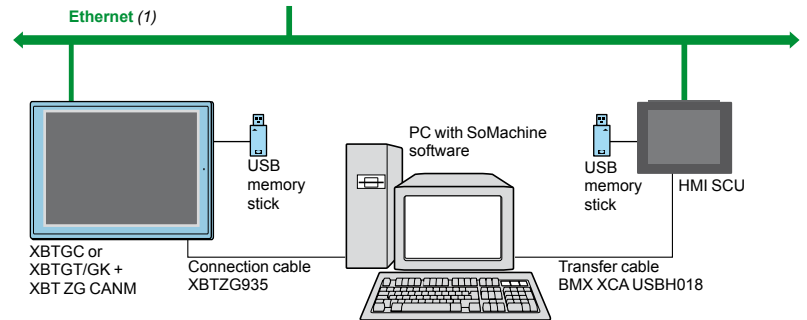 Ethernet (1)
PC with SoMachine
software
USB
memory
stick
USB
memory
stick
HMI SCU
XBTGC or
XBTGT/GK +
XBT ZG CANM
Connection cable
XBTZG935
Transfer cable
BMX XCA USBH018